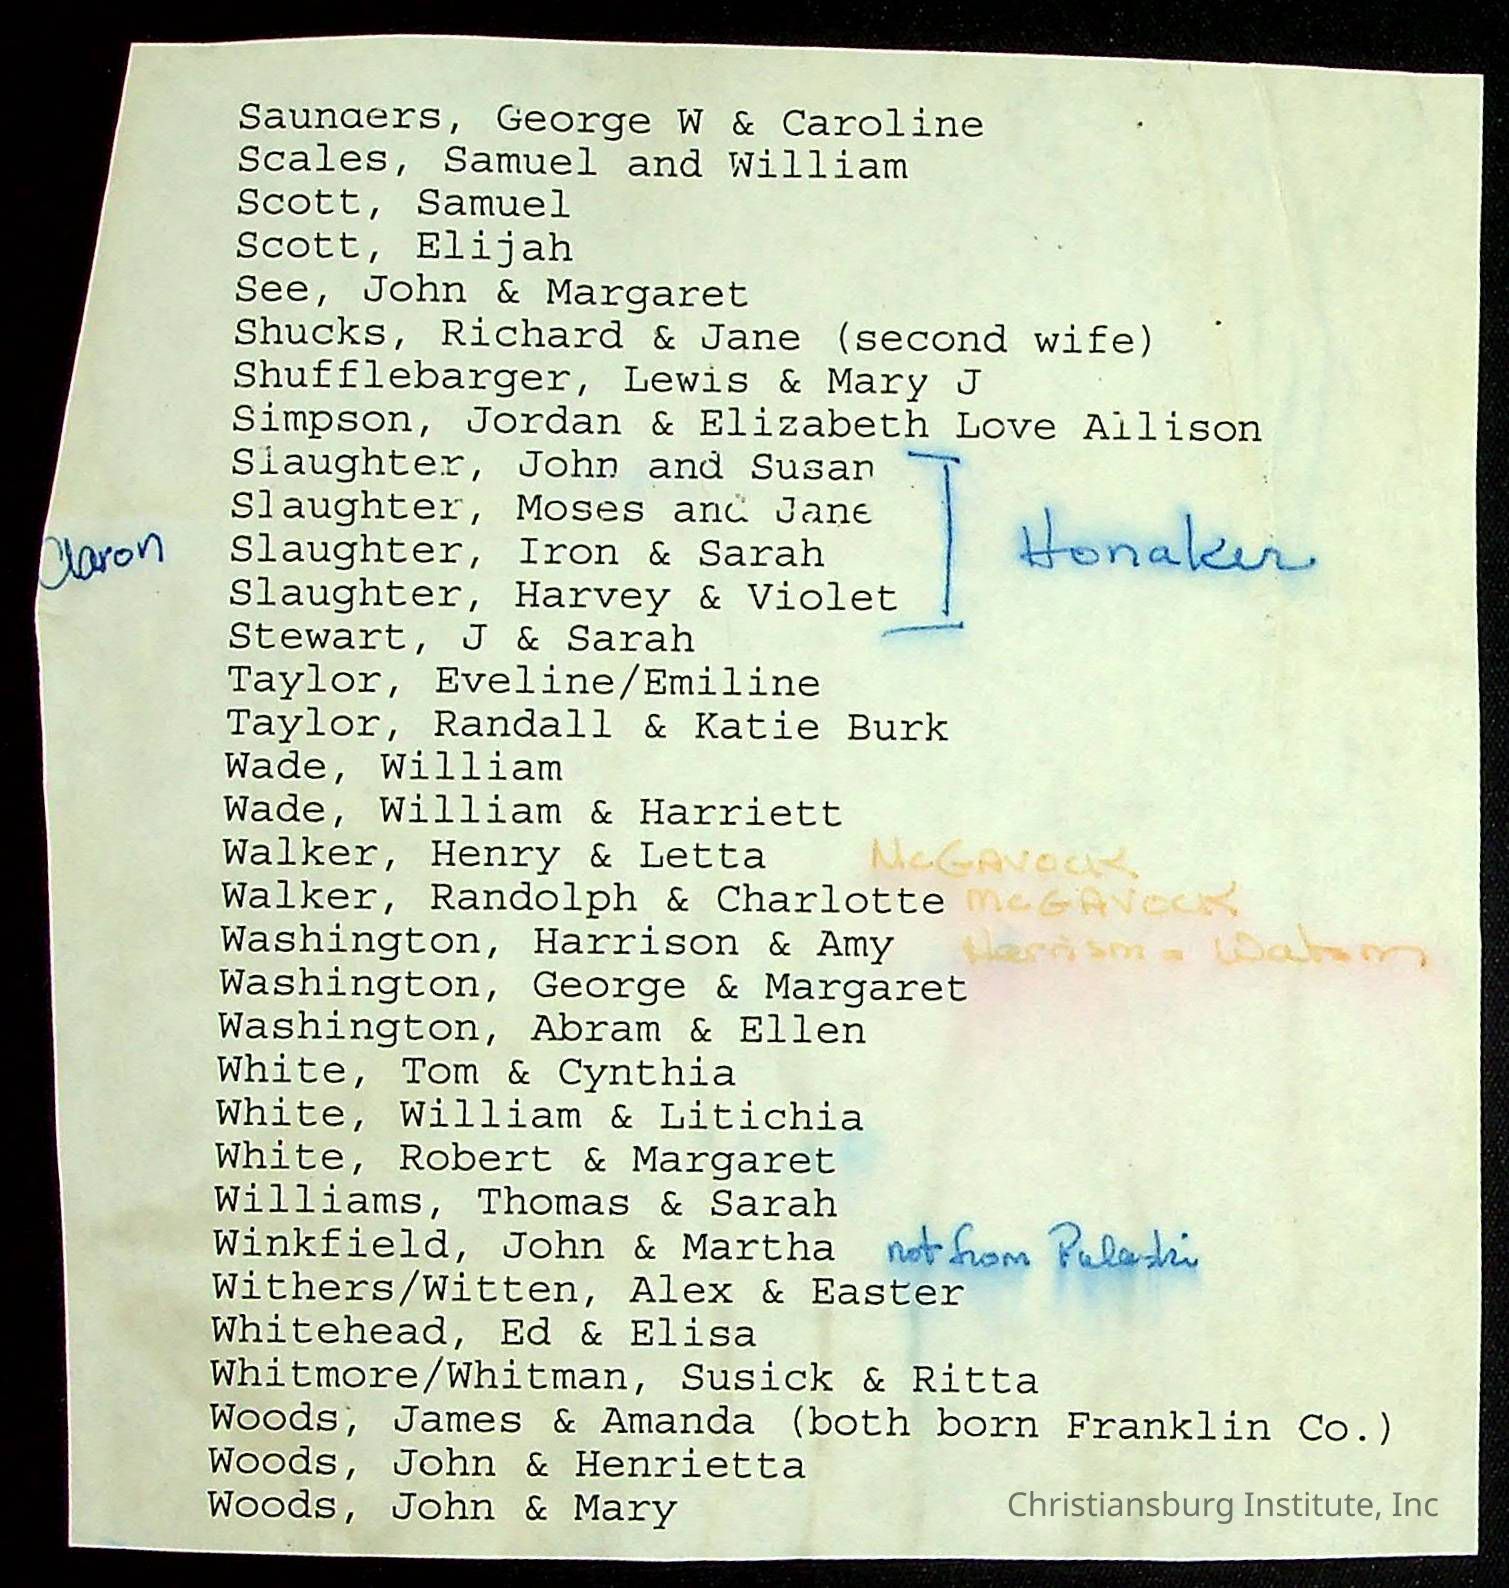 Saunders, George W & Caroline
Scales, Samuel and William
Scott, Samuel
Scott, Elijah
See, John & Margaret
Shucks, Richard & Jane (second wife)
Shufflebarger, Lewis & Mary J
Simpson, Jordan & Elizabeth Love Allison
Slaughter, John and Susan
Slaughter, Moses and Jane
Aaron Slaughter, Iron & Sarah Honaker
Slaughter, Harvey & Violet
Stewart, J & Sarah
Taylor, Eveline/Emiline
Taylor, Randall & Katie Burk
Wade, William
Wade, William & Harriett
Walker, Henry & Letta McGavock
Walker, Randolph & Charlotte McGavock
Washington, Harrison & Amy Harrison - Watson
Washington, George & Margaret
Washington, Abram & Ellen
White, Tom & Cynthia
White, William & Litichia
White, Robert & Margaret
Williams, Thomas & Sarah
Winkfield, John & Martha not from Pulaski
Withers/Witten, Alex & Easter
Whitehead, Ed & Elisa
Whitmore/Whitman, Susick & Ritta
Woods, James & Amanda (both born Franklin Co.)
Woods, John & Henrietta
Woods, John & Mary
Christiansburg Institute, Inc